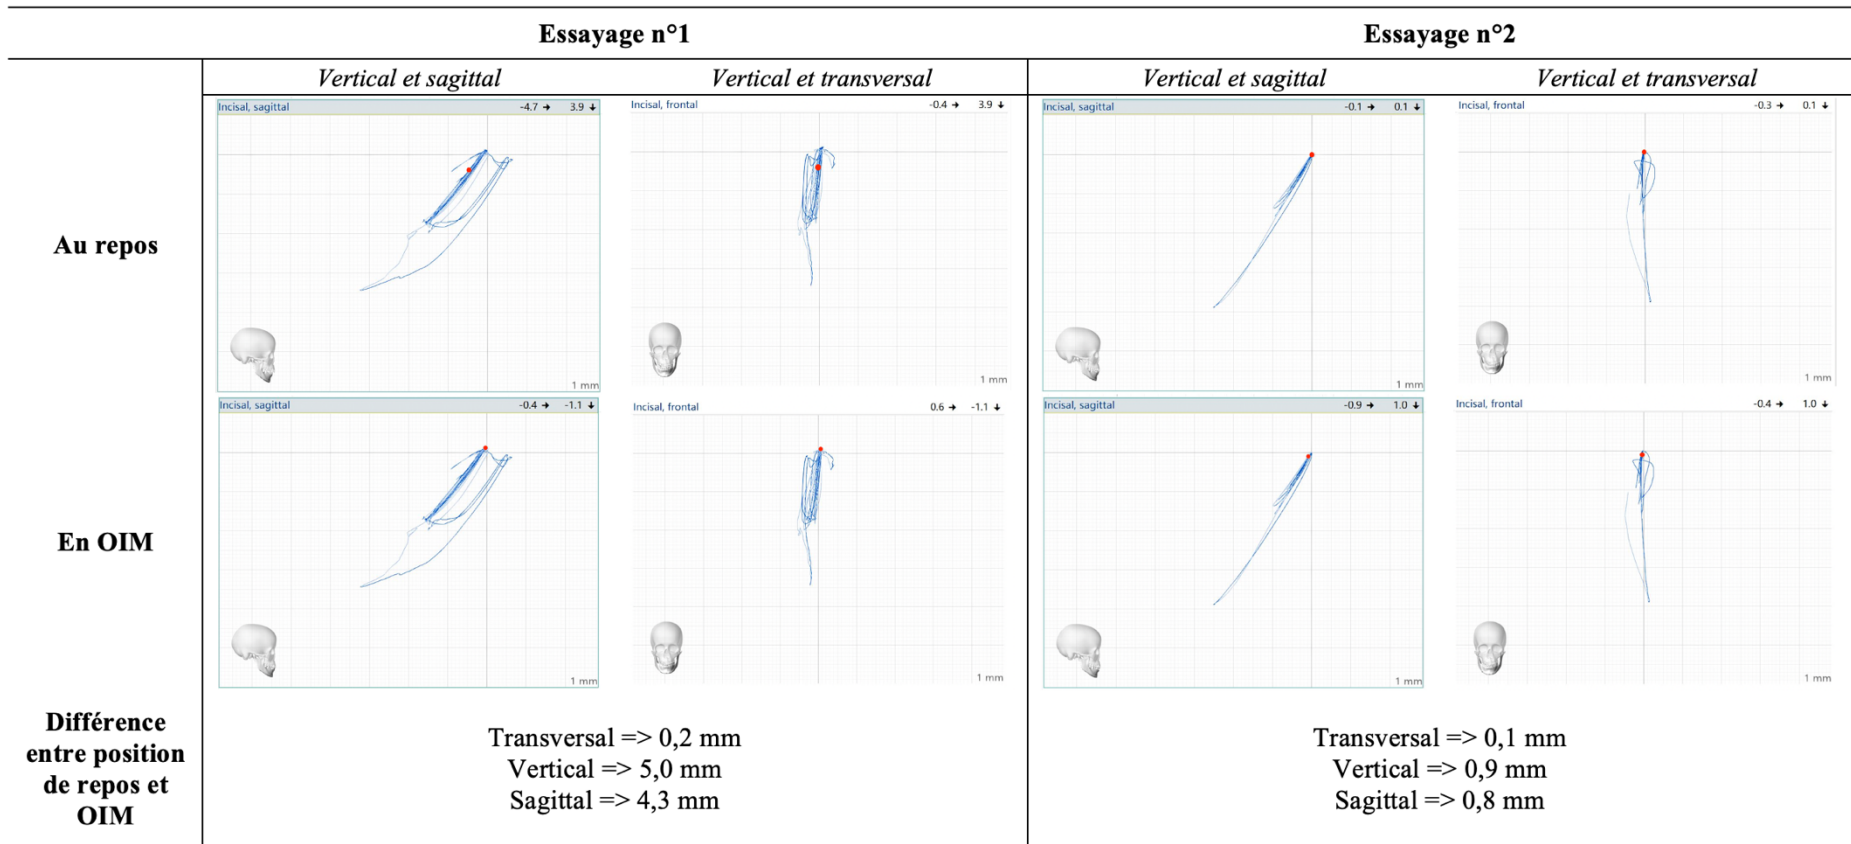 Essayage n°1
Essayage n°2
Vertical et sagittal
Vertical et transversal
Vertical et sagittal
Vertical et transversal
Au repos
Incisal, sagittal -4.7 → 3.9 ↓
1 mm
Incisal, frontal -0.4 → 3.9 ↓
1 mm
Incisal, sagittal -0.1 → 0.1 ↓
1 mm
Incisal, frontal -0.3 → 0.1 ↓
1 mm
En OIM
Incisal, sagittal -0.4 → -1.1 ↓
1 mm
Incisal, frontal 0.6 → -1.1 ↓
1 mm
Incisal, sagittal -0.9 → 1.0 ↓
1 mm
Incisal, frontal -0.4 → 1.0 ↓
1 mm
Différence
entre position
de repos et
OIM
Transversal => 0,2 mm
Vertical => 5,0 mm
Sagittal => 4,3 mm
Transversal => 0,1 mm
Vertical => 0,9 mm
Sagittal => 0,8 mm